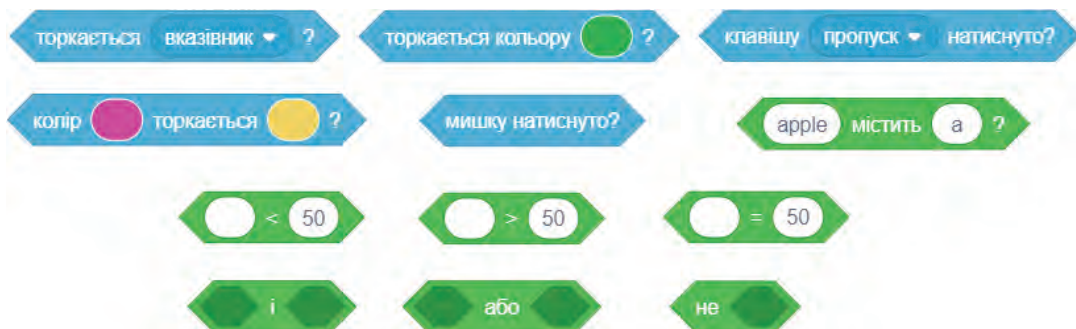 торкається вказівник ?
торкається кольору ?
клавішу пропуск натиснуто?
колір торкається ?
мишку натиснуто?
apple містить a ?
< 50
> 50
= 50
і
або
не